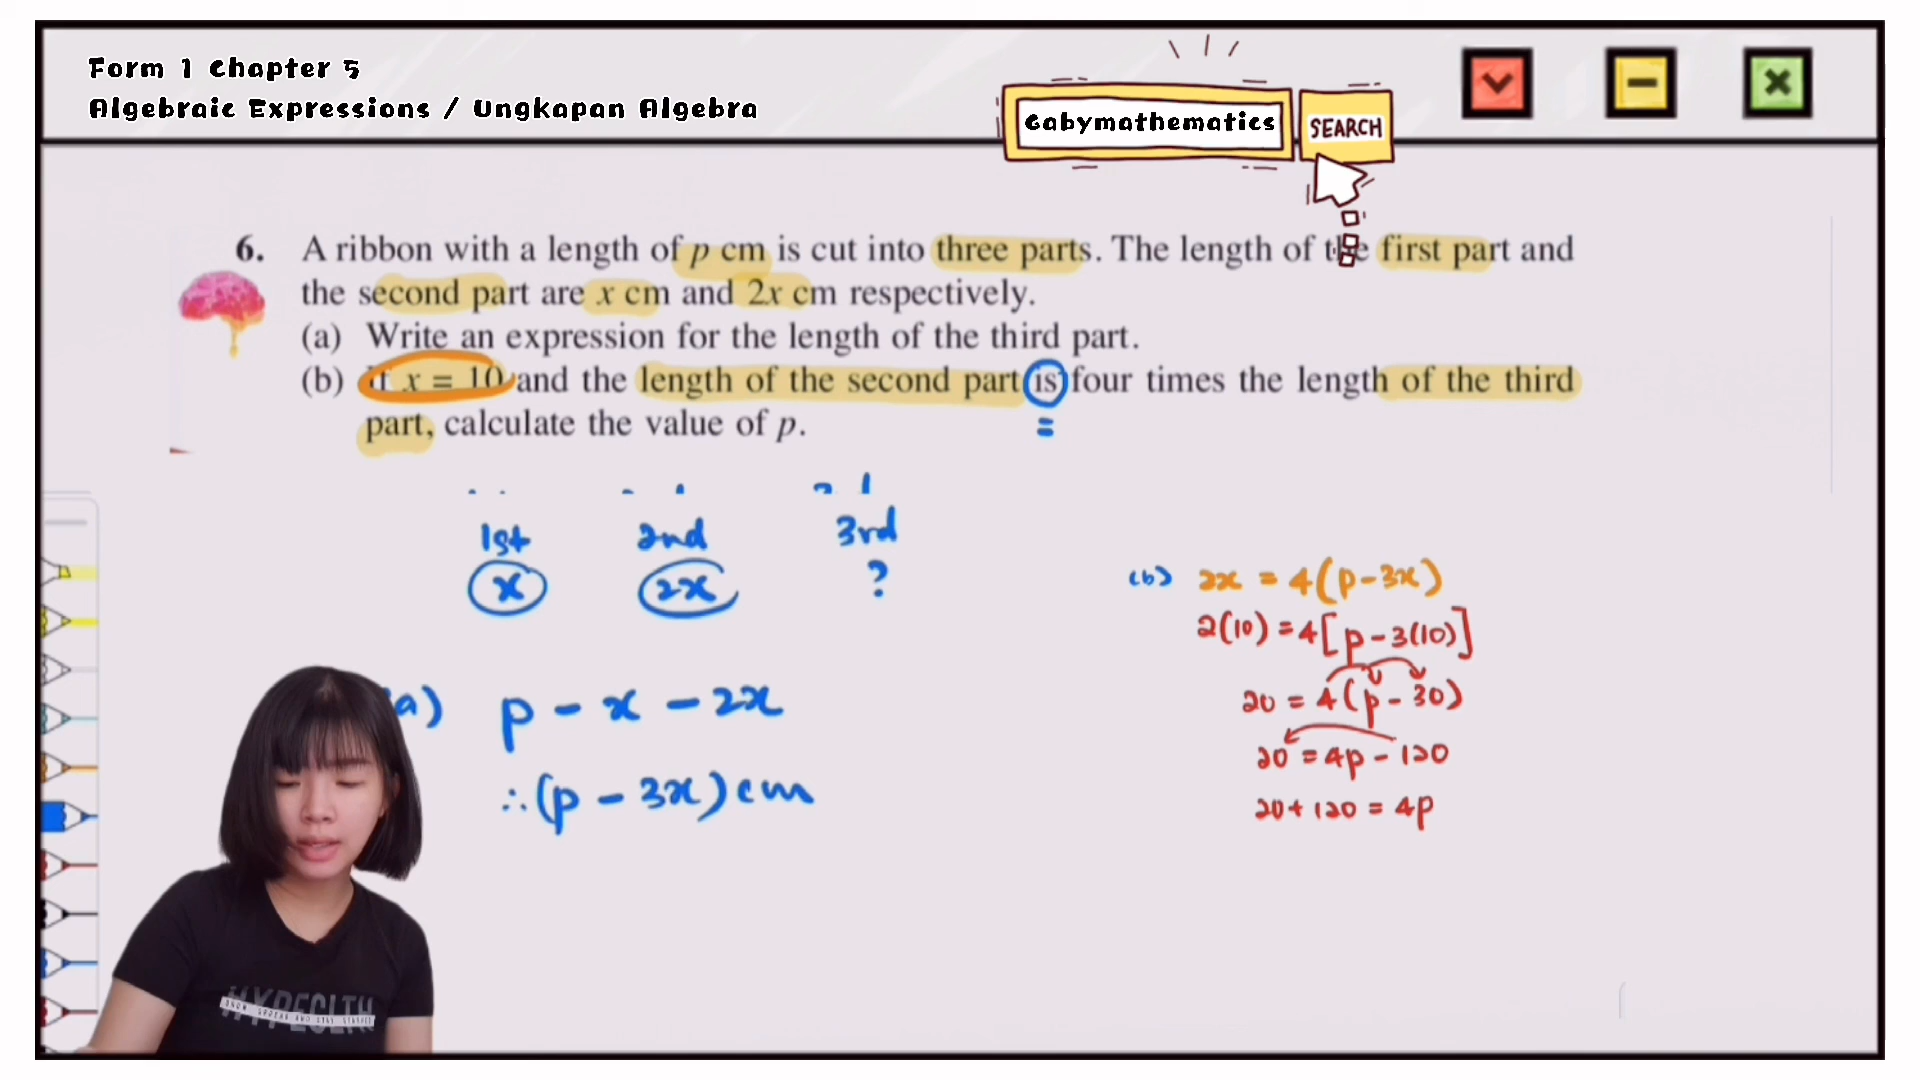 Form 1 Chapter 5
Algebraic Expressions / Ungkapan Algebra
Gabymathematics
SEARCH
6. A ribbon with a length of p cm is cut into three parts. The length of the first part and
the second part are x cm and 2x cm respectively.
(a) Write an expression for the length of the third part.
(b) If x = 10 and the length of the second part is four times the length of the third
=
part, calculate the value of p.
1st 2nd 3rd
x 2x ?
(a) p - x - 2x
∴ (p - 3x) cm
(b) 2x = 4(p-3x)
2(10) = 4[p-3(10)]
20 = 4(p-30)
20 = 4p - 120
20 + 120 = 4p